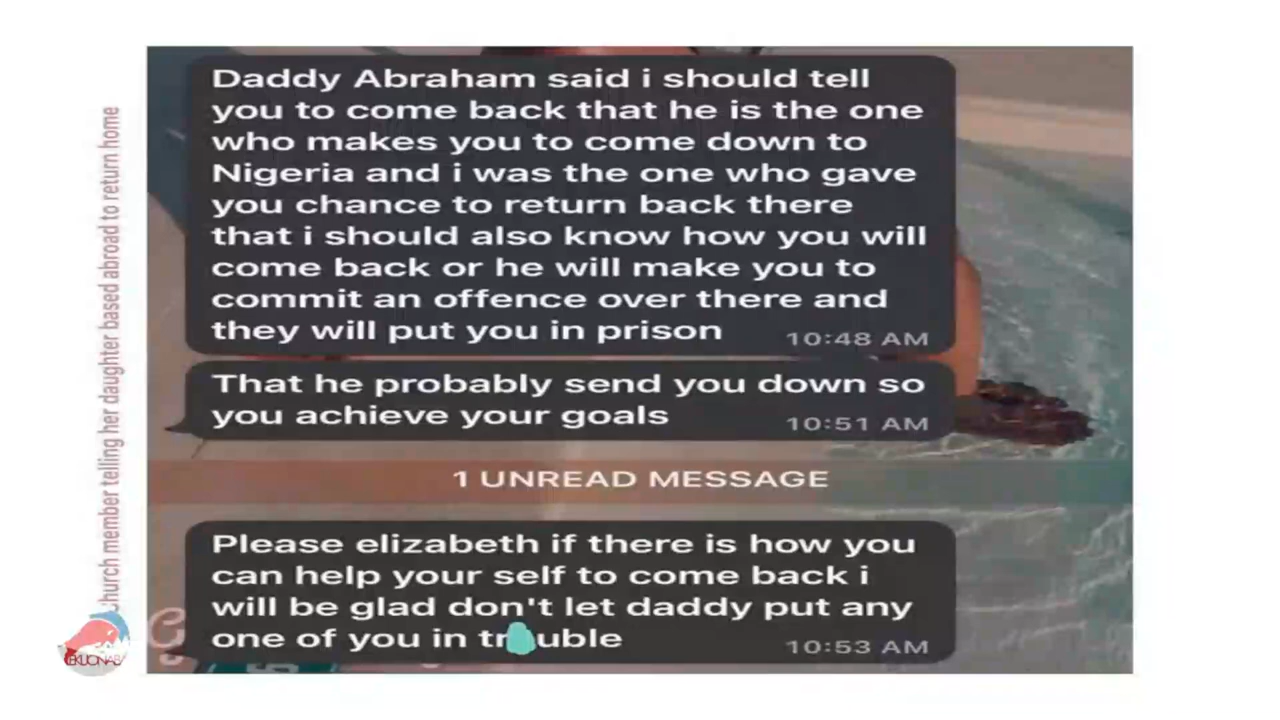 Daddy Abraham said i should tell
you to come back that he is the one
who makes you to come down to
Nigeria and i was the one who gave
you chance to return back there
that i should also know how you will
come back or he will make you to
commit an offence over there and
they will put you in prison
10:48 AM
That he probably send you down so
you achieve your goals
10:51 AM
1 UNREAD MESSAGE
Please elizabeth if there is how you
can help your self to come back i
will be glad don't let daddy put any
one of you in trouble
10:53 AM
church member telling her daughter based abroad to return home